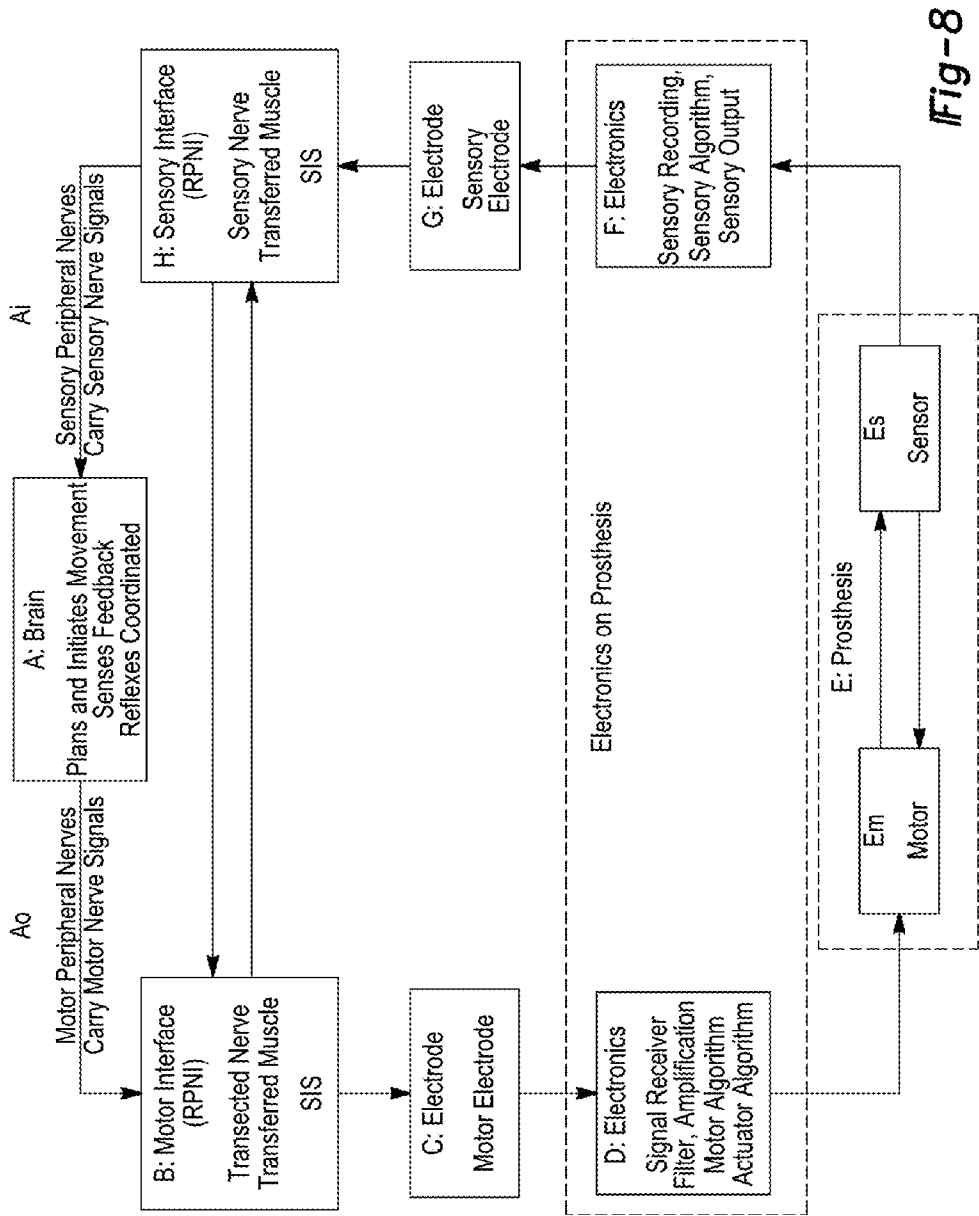 Ao
Motor Peripheral Nerves
Carry Motor Nerve Signals
A: Brain
Plans and Initiates Movement
Senses Feedback
Reflexes Coordinated
Ai
Sensory Peripheral Nerves
Carry Sensory Nerve Signals
B: Motor Interface
(RPNI)
Transected Nerve
Transferred Muscle
SIS
H: Sensory Interface
(RPNI)
Sensory Nerve
Transferred Muscle
SIS
C: Electrode
Motor Electrode
G: Electrode
Sensory
Electrode
Electronics on Prosthesis
D: Electronics
Signal Receiver
Filter, Amplification
Motor Algorithm
Actuator Algorithm
F: Electronics
Sensory Recording,
Sensory Algorithm,
Sensory Output
E: Prosthesis
Em
Motor
Es
Sensor
Fig-8